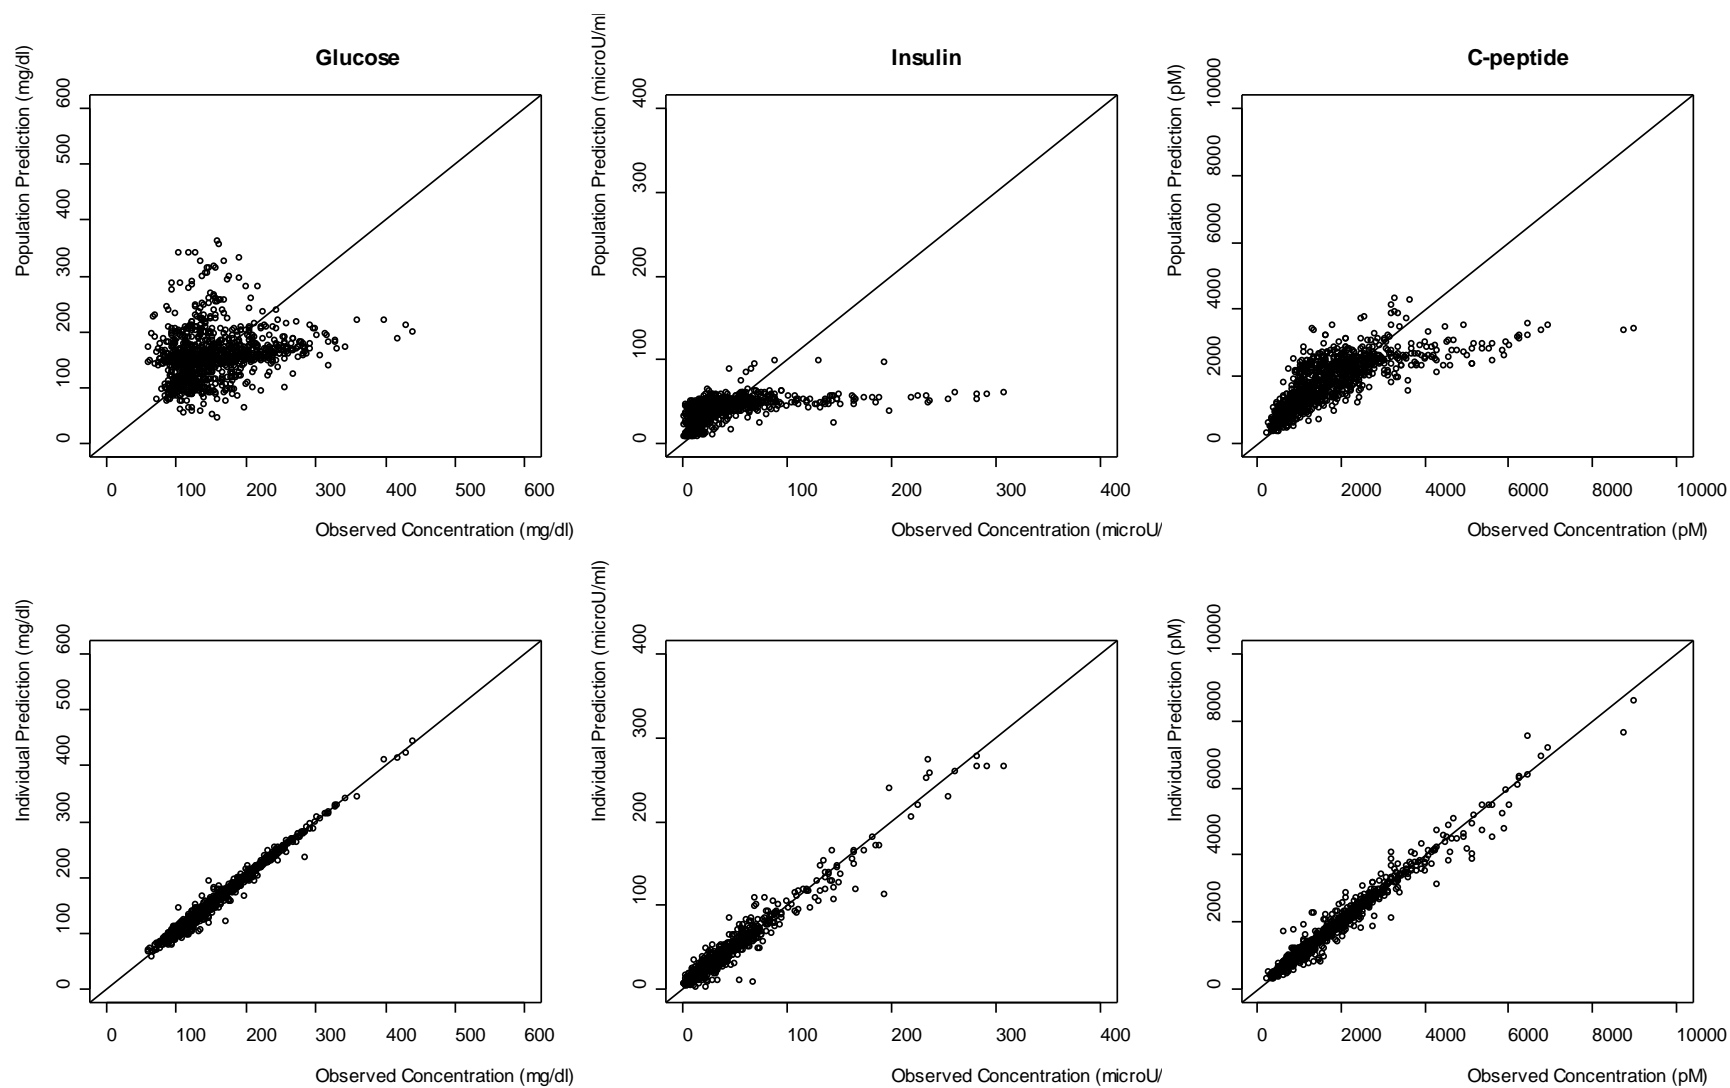 Glucose
Population Prediction (mg/dl)
0 100 200 300 400 500 600
0 100 200 300 400 500 600
Observed Concentration (mg/dl)
Insulin
Population Prediction (microU/ml
0 100 200 300 400
0 100 200 300 400
Observed Concentration (microU/
C-peptide
Population Prediction (pM)
0 2000 4000 6000 8000 10000
0 2000 4000 6000 8000 10000
Observed Concentration (pM)
Individual Prediction (mg/dl)
0 100 200 300 400 500 600
0 100 200 300 400 500 600
Observed Concentration (mg/dl)
Individual Prediction (microU/ml)
0 100 200 300 400
0 100 200 300 400
Observed Concentration (microU/
Individual Prediction (pM)
0 2000 4000 6000 8000 10000
0 2000 4000 6000 8000 10000
Observed Concentration (pM)